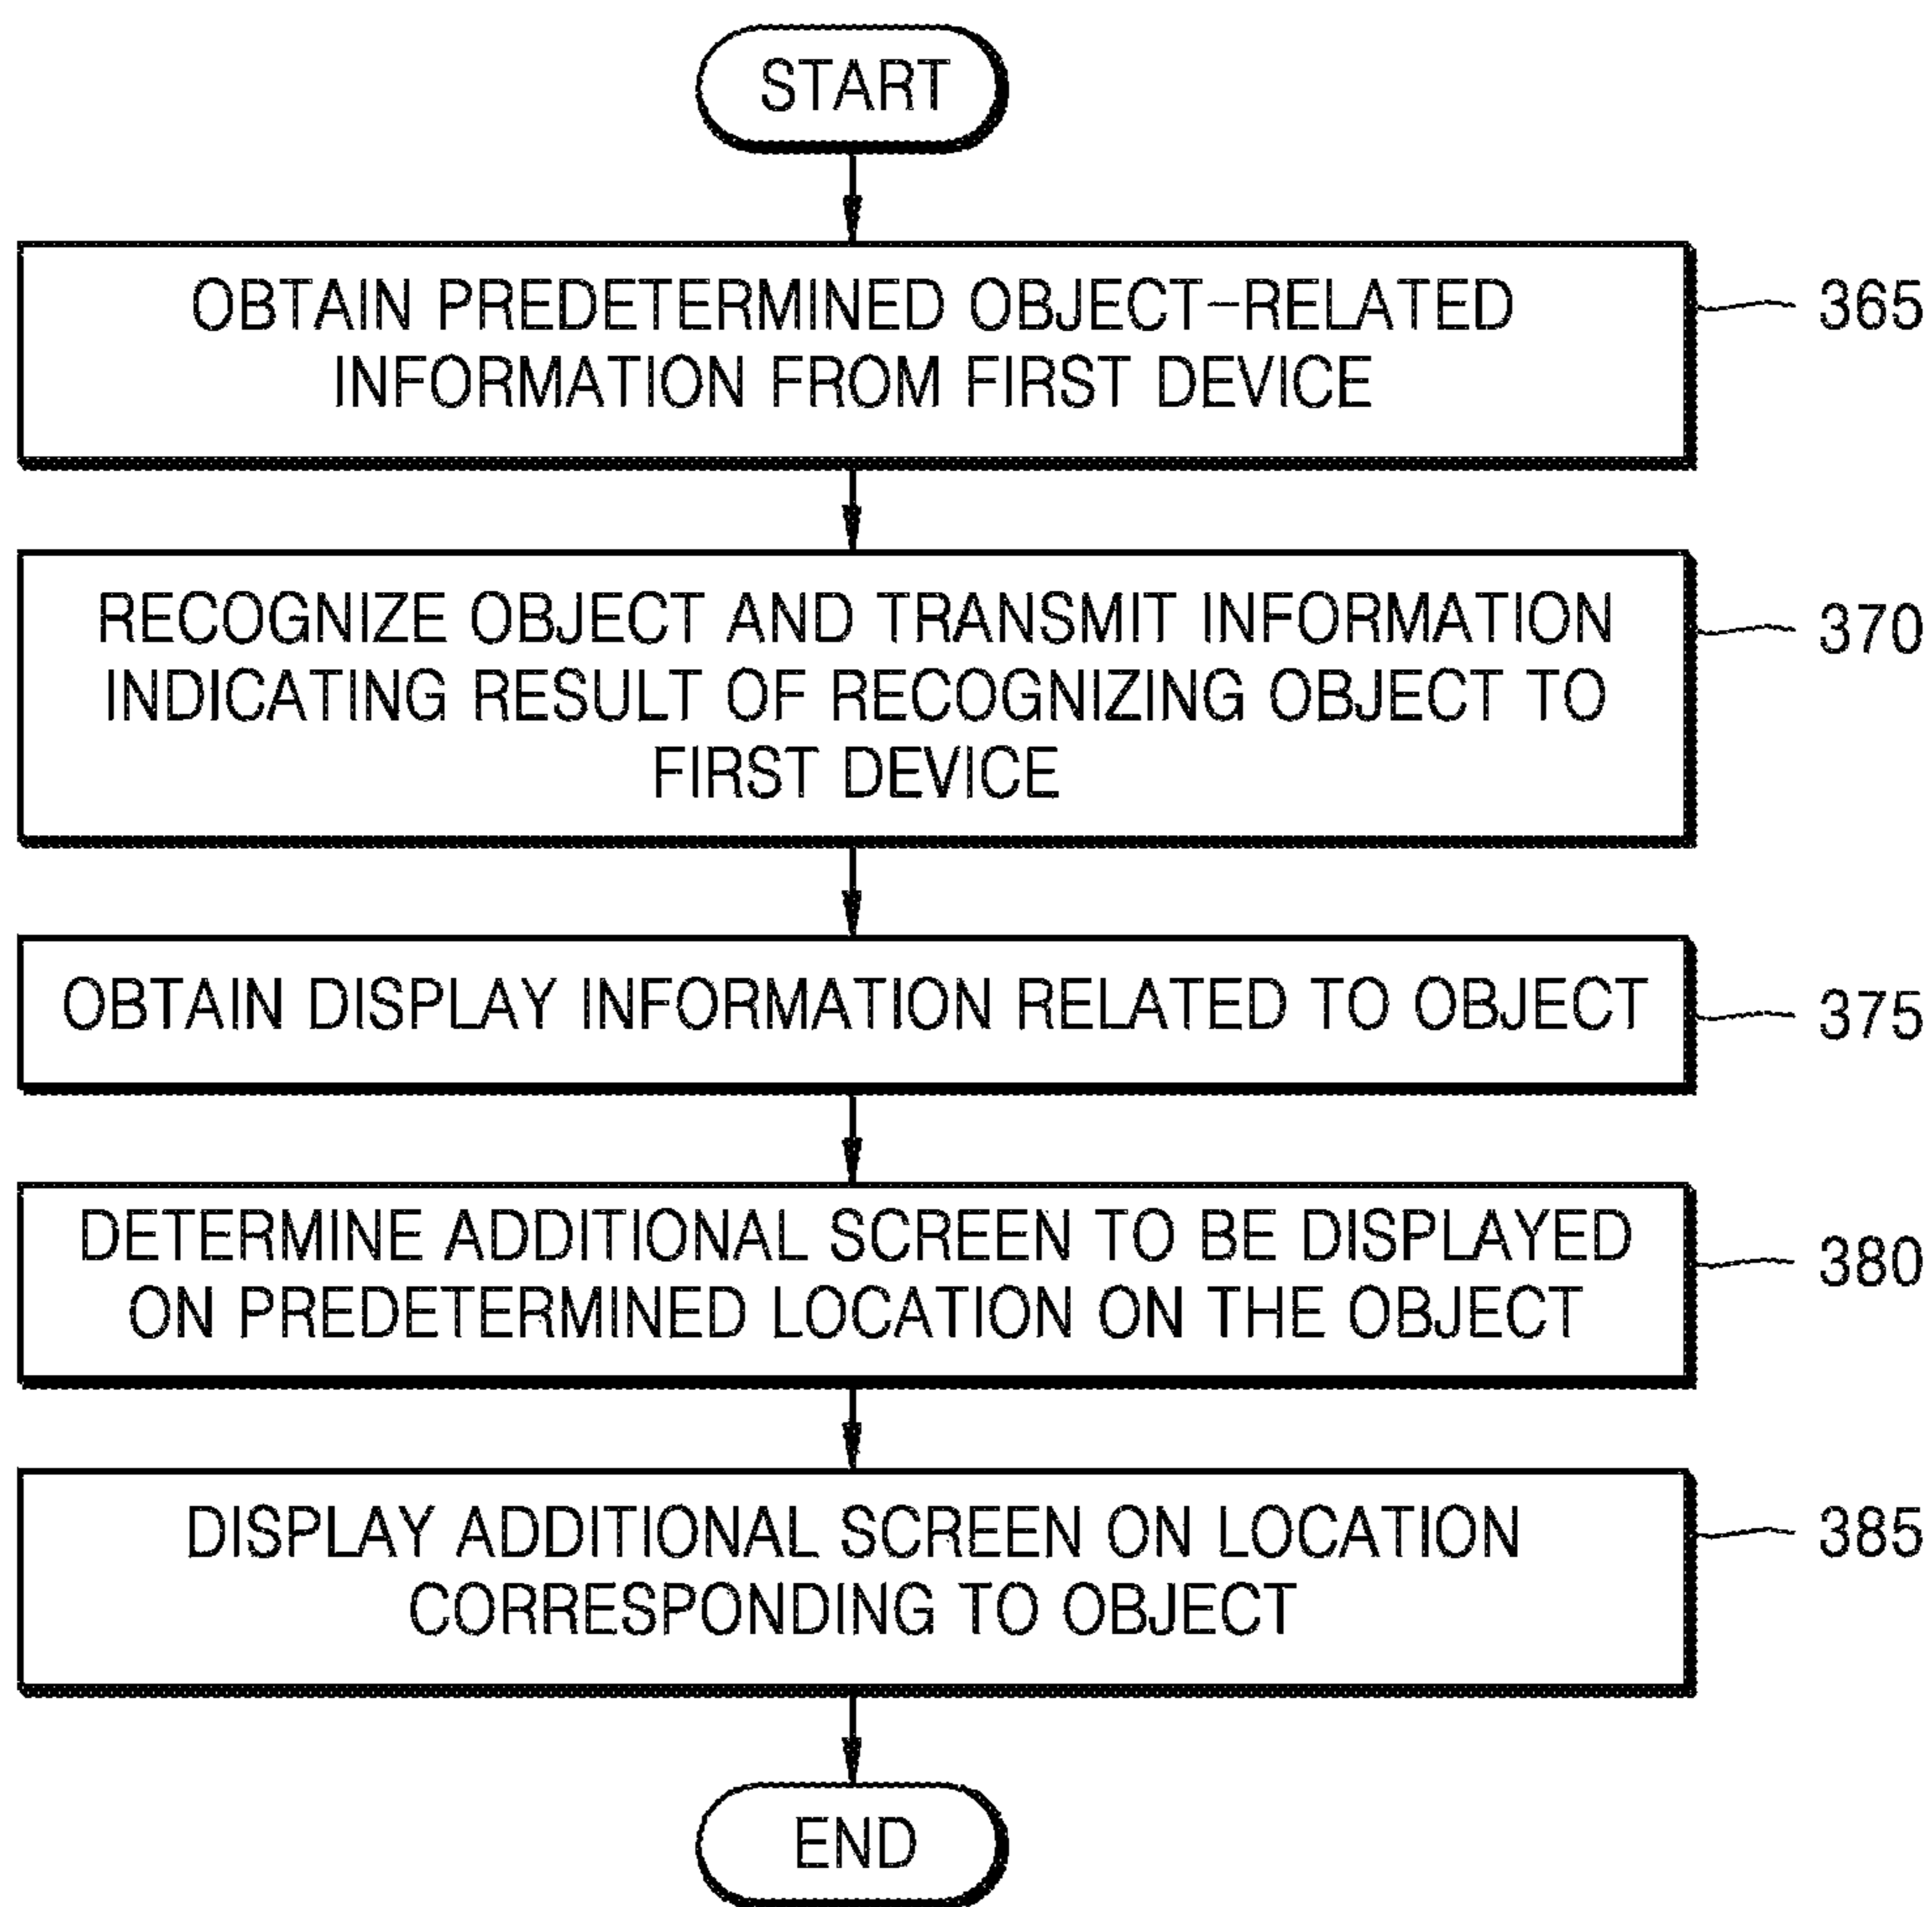 START
OBTAIN PREDETERMINED OBJECT-RELATED
INFORMATION FROM FIRST DEVICE
365
RECOGNIZE OBJECT AND TRANSMIT INFORMATION
INDICATING RESULT OF RECOGNIZING OBJECT TO
FIRST DEVICE
370
OBTAIN DISPLAY INFORMATION RELATED TO OBJECT
375
DETERMINE ADDITIONAL SCREEN TO BE DISPLAYED
ON PREDETERMINED LOCATION ON THE OBJECT
380
DISPLAY ADDITIONAL SCREEN ON LOCATION
CORRESPONDING TO OBJECT
385
END